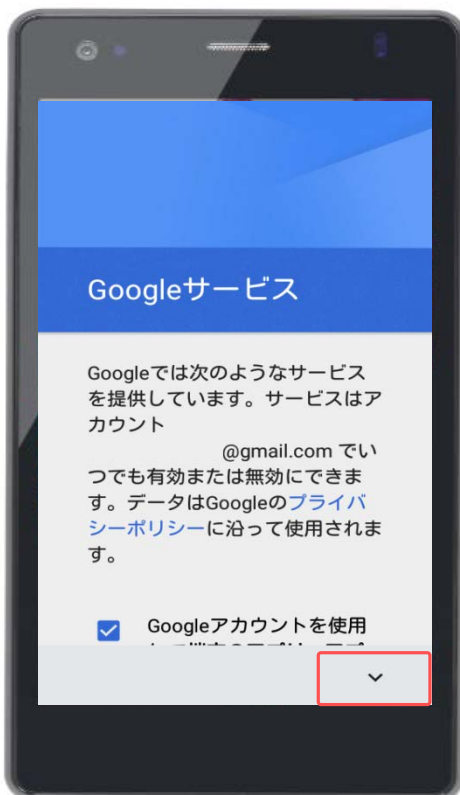 Googleサービス
Googleでは次のようなサービス
を提供しています。サービスはア
カウント
@gmail.com でい
つでも有効または無効にできま
す。データはGoogleのプライバ
シーポリシーに沿って使用されま
す。
Googleアカウントを使用